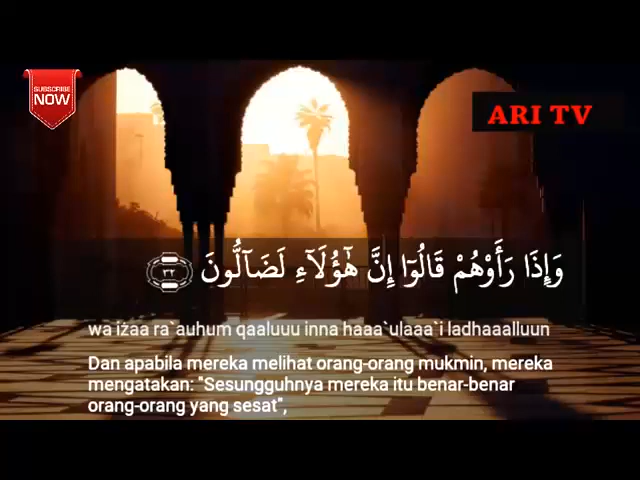 SUBSCRIBE
NOW
ARI TV
وَإِذَا رَأَوْهُمْ قَالُوٓا۟ إِنَّ هَٰٓؤُلَآءِ لَضَآلُّونَ ٣٢
wa iżaa ra`auhum qaaluuu inna haaa`ulaaa`i ladhaaalluun
Dan apabila mereka melihat orang-orang mukmin, mereka
mengatakan: "Sesungguhnya mereka itu benar-benar
orang-orang yang sesat",